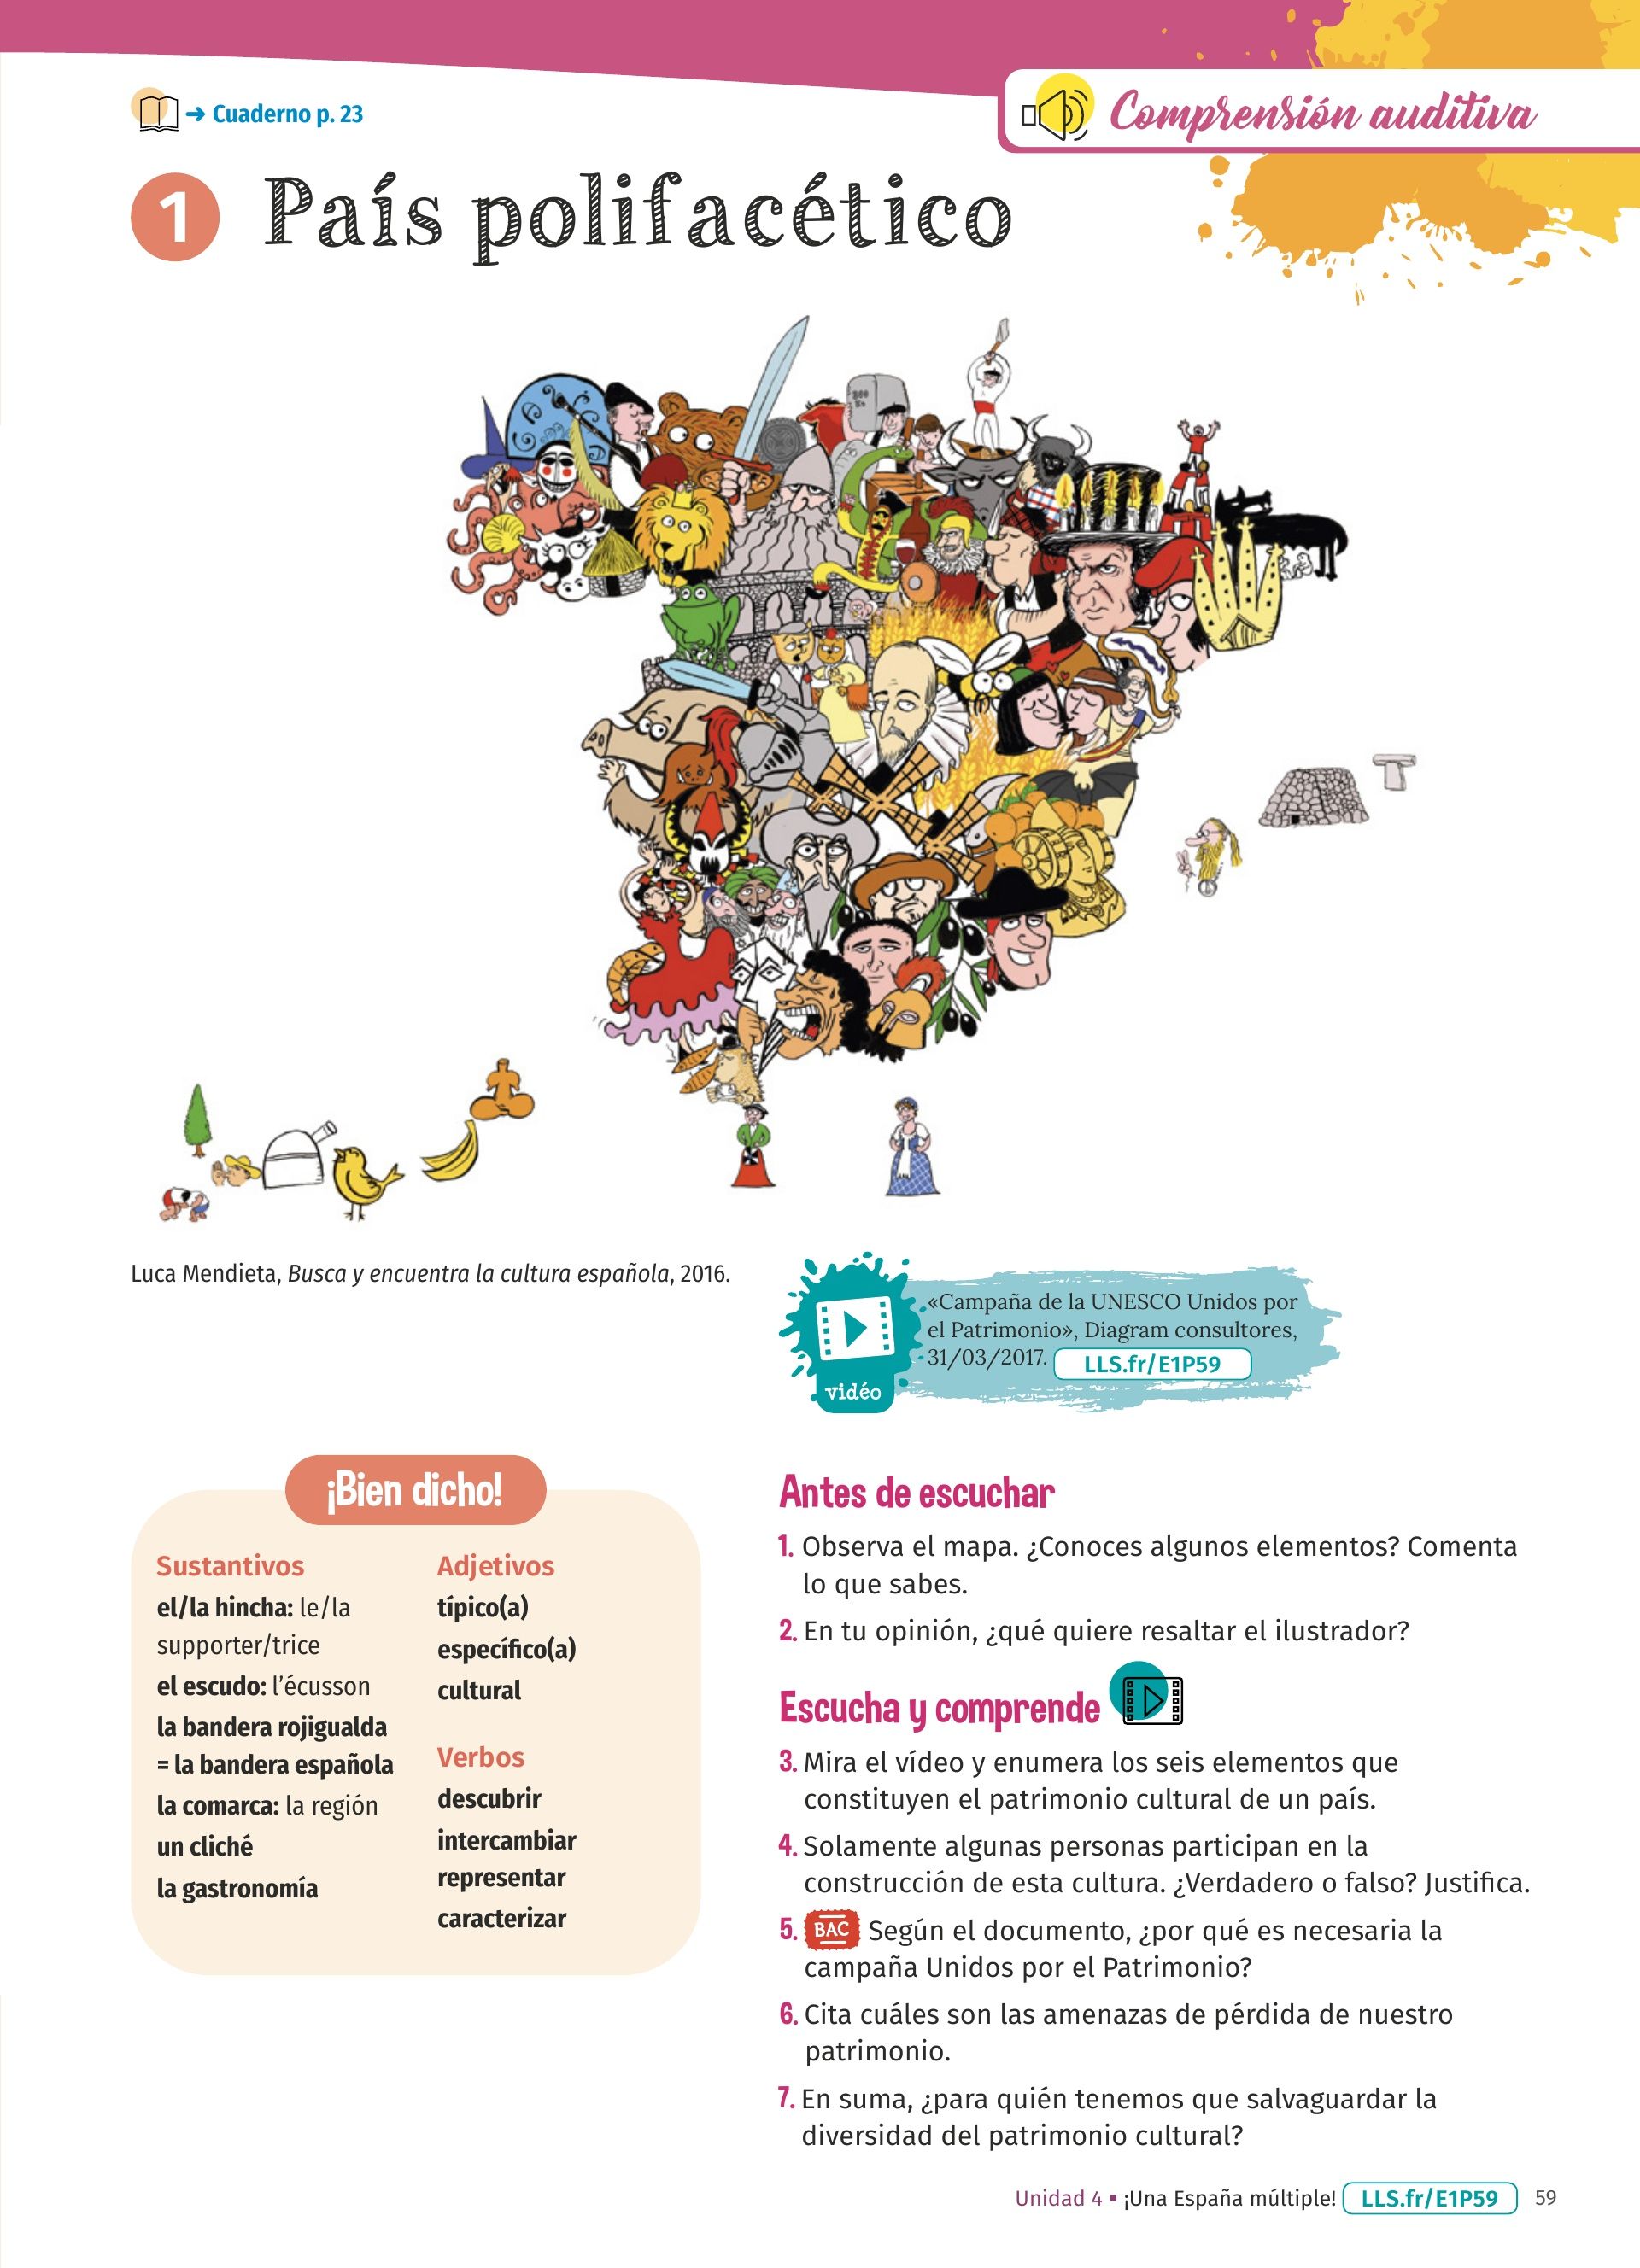 ➜ Cuaderno p. 23
Comprensión auditiva
1 País polifacético
Luca Mendieta, Busca y encuentra la cultura española, 2016.
«Campaña de la UNESCO Unidos por
el Patrimonio», Diagram consultores,
31/03/2017. LLS.fr/E1P59
vidéo
¡Bien dicho!
Sustantivos
el/la hincha: le/la
supporter/trice
el escudo: l'écusson
la bandera rojigualda
= la bandera española
la comarca: la región
un cliché
la gastronomía
Adjetivos
típico(a)
específico(a)
cultural
Verbos
descubrir
intercambiar
representar
caracterizar
Antes de escuchar
1. Observa el mapa. ¿Conoces algunos elementos? Comenta
lo que sabes.
2. En tu opinión, ¿qué quiere resaltar el ilustrador?
Escucha y comprende
3. Mira el vídeo y enumera los seis elementos que
constituyen el patrimonio cultural de un país.
4. Solamente algunas personas participan en la
construcción de esta cultura. ¿Verdadero o falso? Justifica.
5. BAC Según el documento, ¿por qué es necesaria la
campaña Unidos por el Patrimonio?
6. Cita cuáles son las amenazas de pérdida de nuestro
patrimonio.
7. En suma, ¿para quién tenemos que salvaguardar la
diversidad del patrimonio cultural?
Unidad 4 ▪ ¡Una España múltiple! LLS.fr/E1P59 59